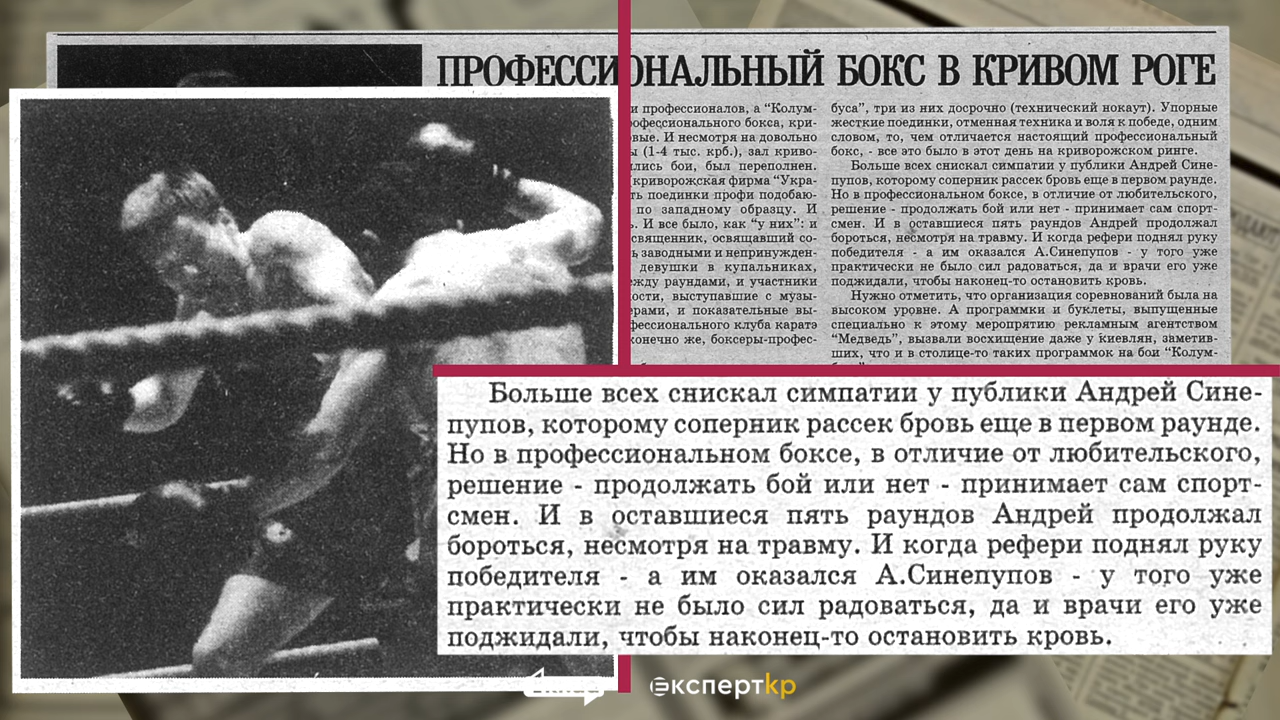 ПРОФЕССИОНАЛЬНЫЙ БОКС В КРИВОМ РОГЕ
и профессионалов, а “Колум-
офессионального бокса, кри-
овые. И несмотря на довольно
ы (1-4 тыс. крб.), зал криво-
лись бои, был переполнен.
криворожская фирма “Укра-
ть поединки профи подобаю-
по западному образцу. И
ь. И все было, как “у них”: и
священник, освящавший со-
ь заводными и непринужден-
девушки в купальниках,
жду раундами, и участники
ости, выступавшие с музы-
ерами, и показательные вы-
фессионального клуба каратэ
конечно же, боксеры-профес-
буса”, три из них досрочно (технический нокаут). Упорные
жесткие поединки, отменная техника и воля к победе, одним
словом, то, чем отличается настоящий профессиональный
бокс, - все это было в этот день на криворожском ринге.
Больше всех снискал симпатии у публики Андрей Сине-
пупов, которому соперник рассек бровь еще в первом раунде.
Но в профессиональном боксе, в отличие от любительского,
решение - продолжать бой или нет - принимает сам спорт-
смен. И в оставшиеся пять раундов Андрей продолжал
бороться, несмотря на травму. И когда рефери поднял руку
победителя - а им оказался А.Синепупов - у того уже
практически не было сил радоваться, да и врачи его уже
поджидали, чтобы наконец-то остановить кровь.
Нужно отметить, что организация соревнований была на
высоком уровне. А программки и буклеты, выпущенные
специально к этому мероприятию рекламным агентством
“Медведь”, вызвали восхищение даже у киевлян, заметив-
ших, что и в столице-то таких программок на бои “Колум-
Больше всех снискал симпатии у публики Андрей Сине-
пупов, которому соперник рассек бровь еще в первом раунде.
Но в профессиональном боксе, в отличие от любительского,
решение - продолжать бой или нет - принимает сам спорт-
смен. И в оставшиеся пять раундов Андрей продолжал
бороться, несмотря на травму. И когда рефери поднял руку
победителя - а им оказался А.Синепупов - у того уже
практически не было сил радоваться, да и врачи его уже
поджидали, чтобы наконец-то остановить кровь.
экспертkp